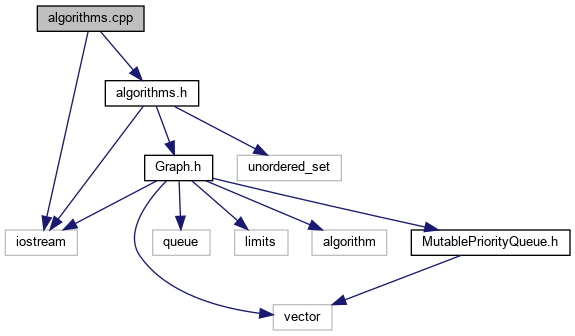 algorithms.cpp
algorithms.h
Graph.h
unordered_set
iostream
queue
limits
algorithm
MutablePriorityQueue.h
vector